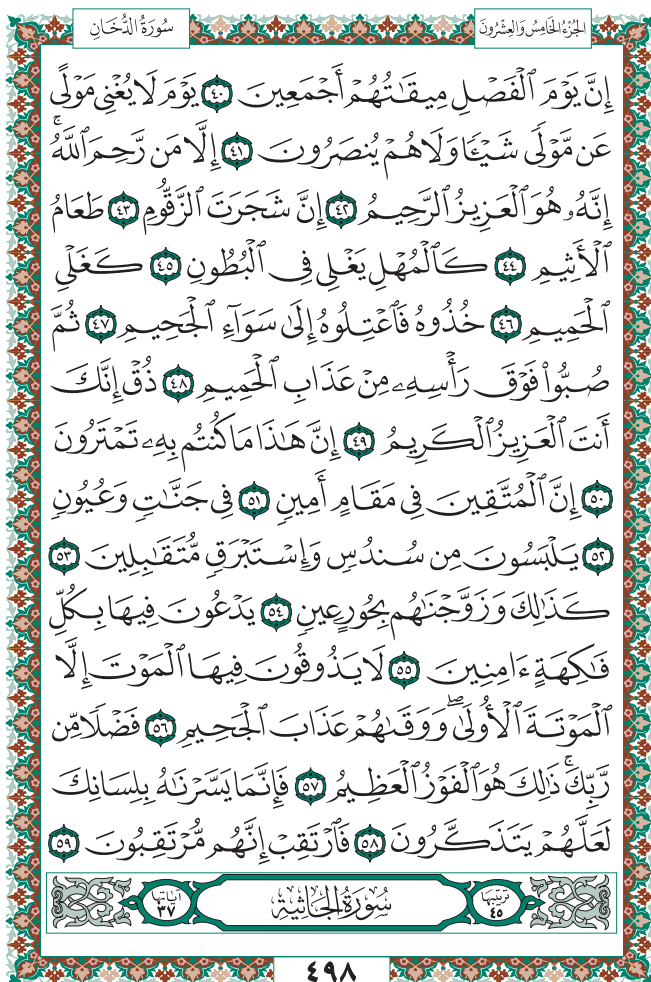 الجُزْءُ الخَامِسُ وَالعِشْرُونَ سُورَةُ الدُّخَانِ
إِنَّ يَوْمَ ٱلْفَصْلِ مِيقَٰتُهُمْ أَجْمَعِينَ ٤٠ يَوْمَ لَا يُغْنِى مَوْلًى
عَن مَّوْلًى شَيْـًٔا وَلَا هُمْ يُنصَرُونَ ٤١ إِلَّا مَن رَّحِمَ ٱللَّهُۚ
إِنَّهُۥ هُوَ ٱلْعَزِيزُ ٱلرَّحِيمُ ٤٢ إِنَّ شَجَرَتَ ٱلزَّقُّومِ ٤٣ طَعَامُ
ٱلْأَثِيمِ ٤٤ كَٱلْمُهْلِ يَغْلِى فِى ٱلْبُطُونِ ٤٥ كَغَلْىِ
ٱلْحَمِيمِ ٤٦ خُذُوهُ فَٱعْتِلُوهُ إِلَىٰ سَوَآءِ ٱلْجَحِيمِ ٤٧ ثُمَّ
صُبُّوا۟ فَوْقَ رَأْسِهِۦ مِنْ عَذَابِ ٱلْحَمِيمِ ٤٨ ذُقْ إِنَّكَ
أَنتَ ٱلْعَزِيزُ ٱلْكَرِيمُ ٤٩ إِنَّ هَٰذَا مَا كُنتُم بِهِۦ تَمْتَرُونَ
٥٠ إِنَّ ٱلْمُتَّقِينَ فِى مَقَامٍ أَمِينٍ ٥١ فِى جَنَّٰتٍ وَعُيُونٍ
٥٢ يَلْبَسُونَ مِن سُندُسٍ وَإِسْتَبْرَقٍ مُّتَقَٰبِلِينَ ٥٣
كَذَٰلِكَ وَزَوَّجْنَٰهُم بِحُورٍ عِينٍ ٥٤ يَدْعُونَ فِيهَا بِكُلِّ
فَٰكِهَةٍ ءَامِنِينَ ٥٥ لَا يَذُوقُونَ فِيهَا ٱلْمَوْتَ إِلَّا
ٱلْمَوْتَةَ ٱلْأُولَىٰۖ وَوَقَىٰهُمْ عَذَابَ ٱلْجَحِيمِ ٥٦ فَضْلًا مِّن
رَّبِّكَۚ ذَٰلِكَ هُوَ ٱلْفَوْزُ ٱلْعَظِيمُ ٥٧ فَإِنَّمَا يَسَّرْنَٰهُ بِلِسَانِكَ
لَعَلَّهُمْ يَتَذَكَّرُونَ ٥٨ فَٱرْتَقِبْ إِنَّهُم مُّرْتَقِبُونَ ٥٩
ترتيبها ٤٥ سُورَةُ الجَاثِيَة آياتها ٣٧
٤٩٨